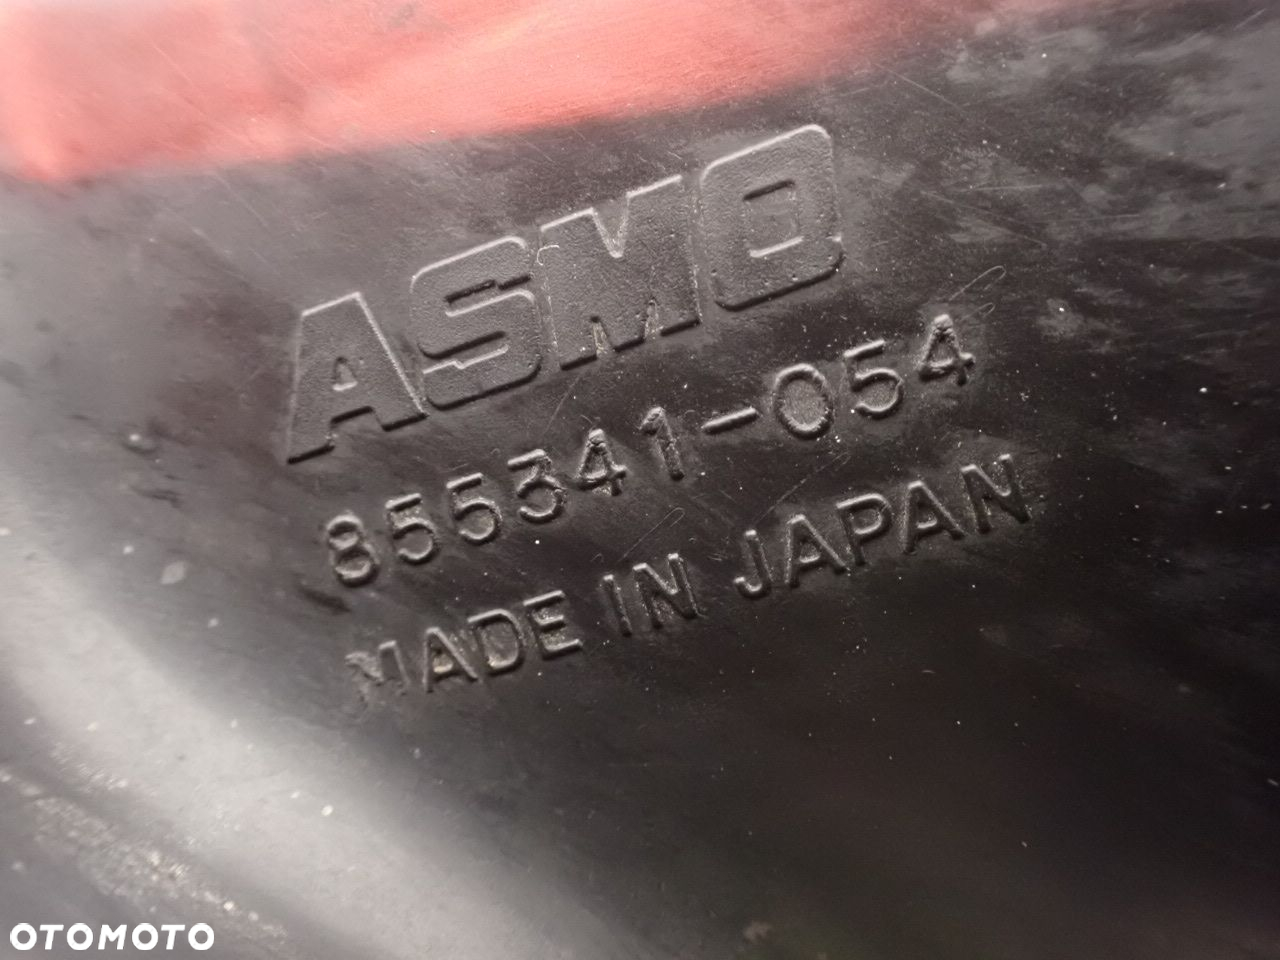 ASMO
855341-054
MADE IN JAPAN
OTOMOTO